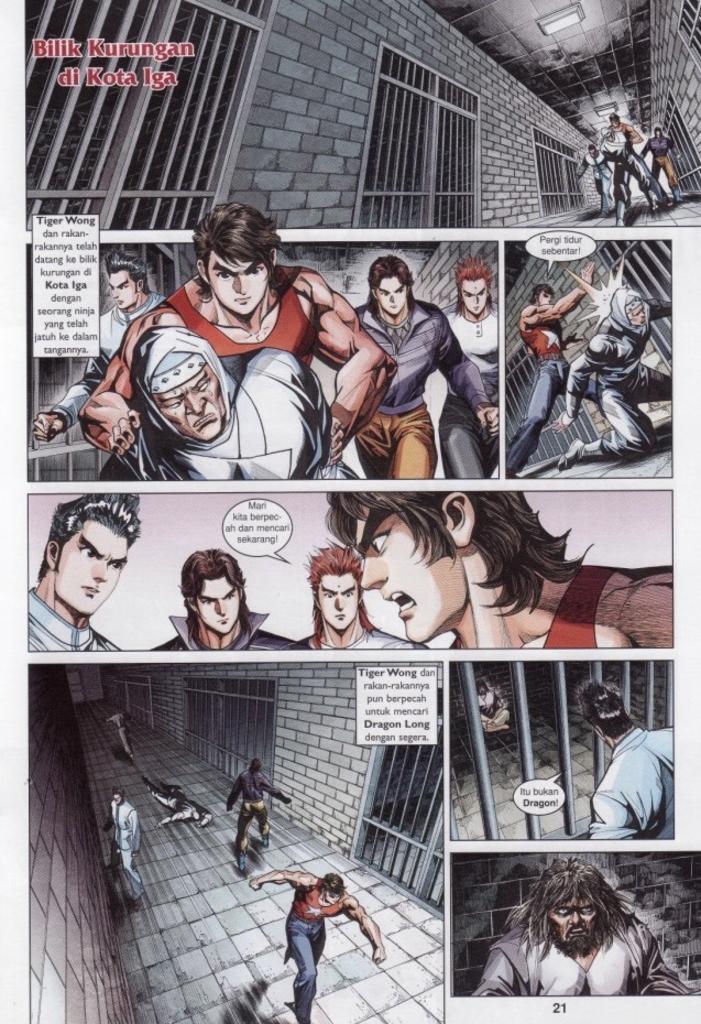 Bilik Kurungan
di Kota Iga
Tiger Wong
dan rakan-
rakannya telah
datang ke bilik
kurungan di
Kota Iga
dengan
seorang ninja
yang telah
jatuh ke dalam
tangannya.
Pergi tidur
sebentar!
Mari
kita berpec-
ah dan mencari
sekarang!
Tiger Wong dan
rakan-rakannya
pun berpecah
untuk mencari
Dragon Long
dengan segera.
Itu bukan
Dragon!
21